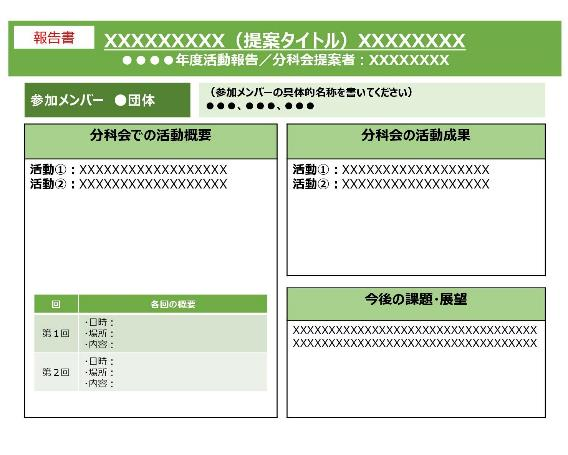 報告書
XXXXXXXXX（提案タイトル）XXXXXXXX
●●●●年度活動報告／分科会提案者：XXXXXXXX
参加メンバー　●団体
（参加メンバーの具体的名称を書いてください）
●●●、●●●、●●●
分科会での活動概要
活動①：XXXXXXXXXXXXXXXXXX
活動②：XXXXXXXXXXXXXXXXXX
回
各回の概要
第１回
・日時：
・場所：
・内容：
第２回
・日時：
・場所：
・内容：
分科会の活動成果
活動①：XXXXXXXXXXXXXXXXXX
活動②：XXXXXXXXXXXXXXXXXX
今後の課題・展望
XXXXXXXXXXXXXXXXXXXXXXXXXXXXXXXXXX
XXXXXXXXXXXXXXXXXXXXXXXXXXXXXXXXXX